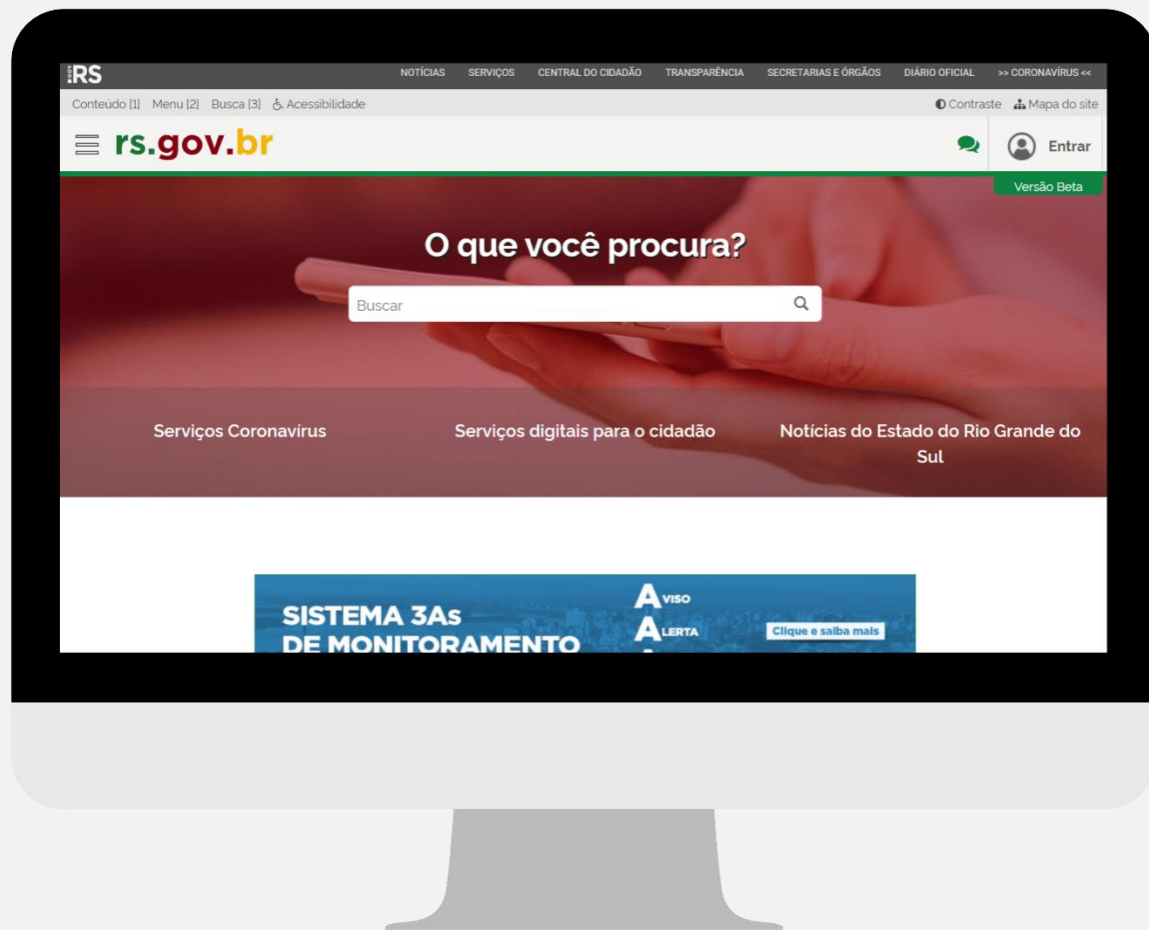 GOV RS NOTÍCIAS SERVIÇOS CENTRAL DO CIDADÃO TRANSPARÊNCIA SECRETARIAS E ÓRGÃOS DIÁRIO OFICIAL >> CORONAVÍRUS <<
Conteúdo [1] Menu [2] Busca [3] Acessibilidade Contraste Mapa do site
rs.gov.br Entrar
Versão Beta
O que você procura?
Buscar
Serviços Coronavírus
Serviços digitais para o cidadão
Notícias do Estado do Rio Grande do
Sul
SISTEMA 3As
DE MONITORAMENTO
AVISO
ALERTA
Clique e saiba mais